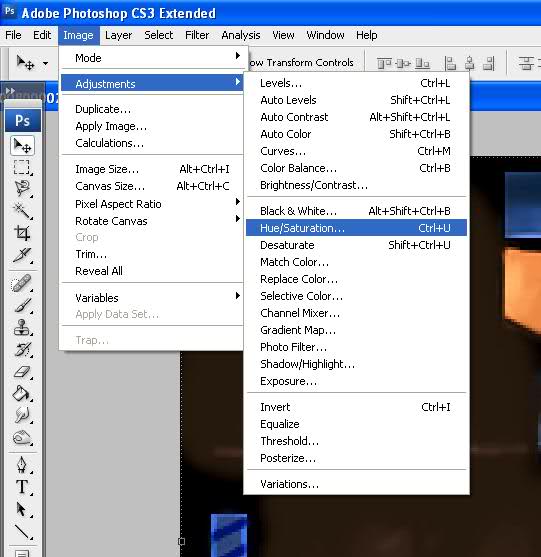 Ps Adobe Photoshop CS3 Extended
File Edit Image Layer Select Filter Analysis View Window Help
ow Transform Controls
Mode
Adjustments
Duplicate...
Apply Image...
Calculations...
Image Size... Alt+Ctrl+I
Canvas Size... Alt+Ctrl+C
Pixel Aspect Ratio
Rotate Canvas
Crop
Trim...
Reveal All
Variables
Apply Data Set...
Trap...
Levels... Ctrl+L
Auto Levels Shift+Ctrl+L
Auto Contrast Alt+Shift+Ctrl+L
Auto Color Shift+Ctrl+B
Curves... Ctrl+M
Color Balance... Ctrl+B
Brightness/Contrast...
Black & White... Alt+Shift+Ctrl+B
Hue/Saturation... Ctrl+U
Desaturate Shift+Ctrl+U
Match Color...
Replace Color...
Selective Color...
Channel Mixer...
Gradient Map...
Photo Filter...
Shadow/Highlight...
Exposure...
Invert Ctrl+I
Equalize
Threshold...
Posterize...
Variations...
Ps
T